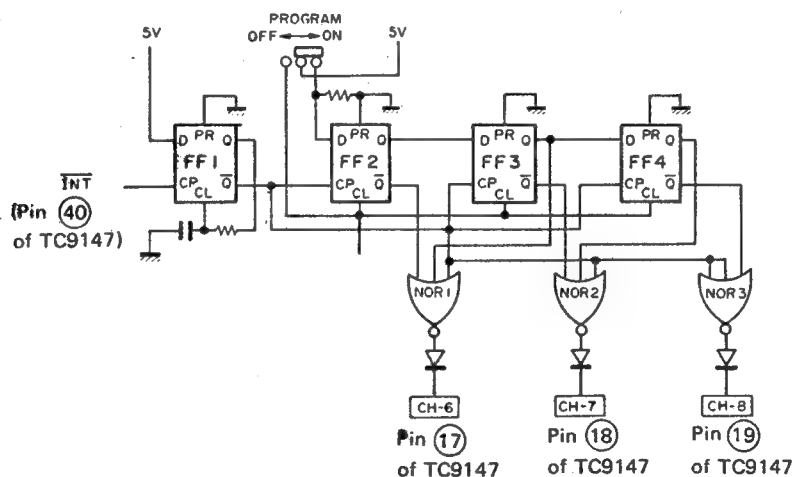 PROGRAM
OFF ON
5V
5V
D PR Q
FF1
CP Q
CL
D PR Q
FF2
CP Q
CL
D PR Q
FF3
CP Q
CL
D PR Q
FF4
CP Q
CL
INT
(Pin 40
of TC9147)
NOR1
NOR2
NOR3
CH-6
CH-7
CH-8
Pin 17
of TC9147
Pin 18
of TC9147
Pin 19
of TC9147